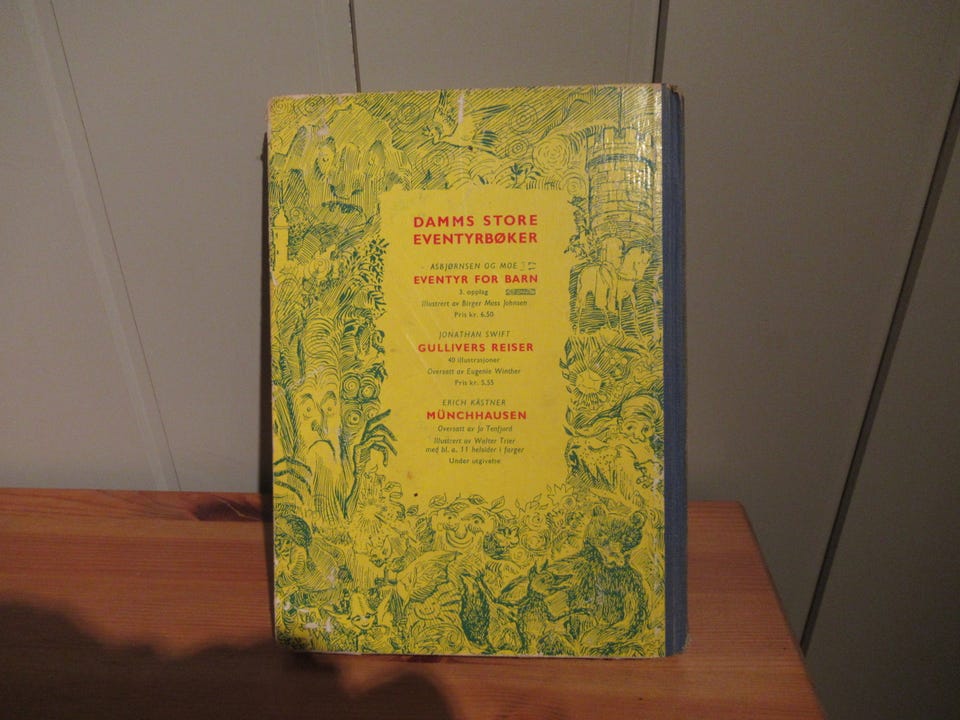 DAMMS STORE
EVENTYRBØKER
ASBJØRNSEN OG MOE
EVENTYR FOR BARN
3. opplag
Illustrert av Birger Moss Johnsen
Pris kr. 6.50
JONATHAN SWIFT
GULLIVERS REISER
40 illustrasjoner
Oversatt av Eugenie Winther
Pris kr. 5.55
ERICH KÄSTNER
MÜNCHHAUSEN
Oversatt av Jo Tenfjord
Illustrert av Walter Trier
med bl. a. 11 helsider i farger
Under utgivelse